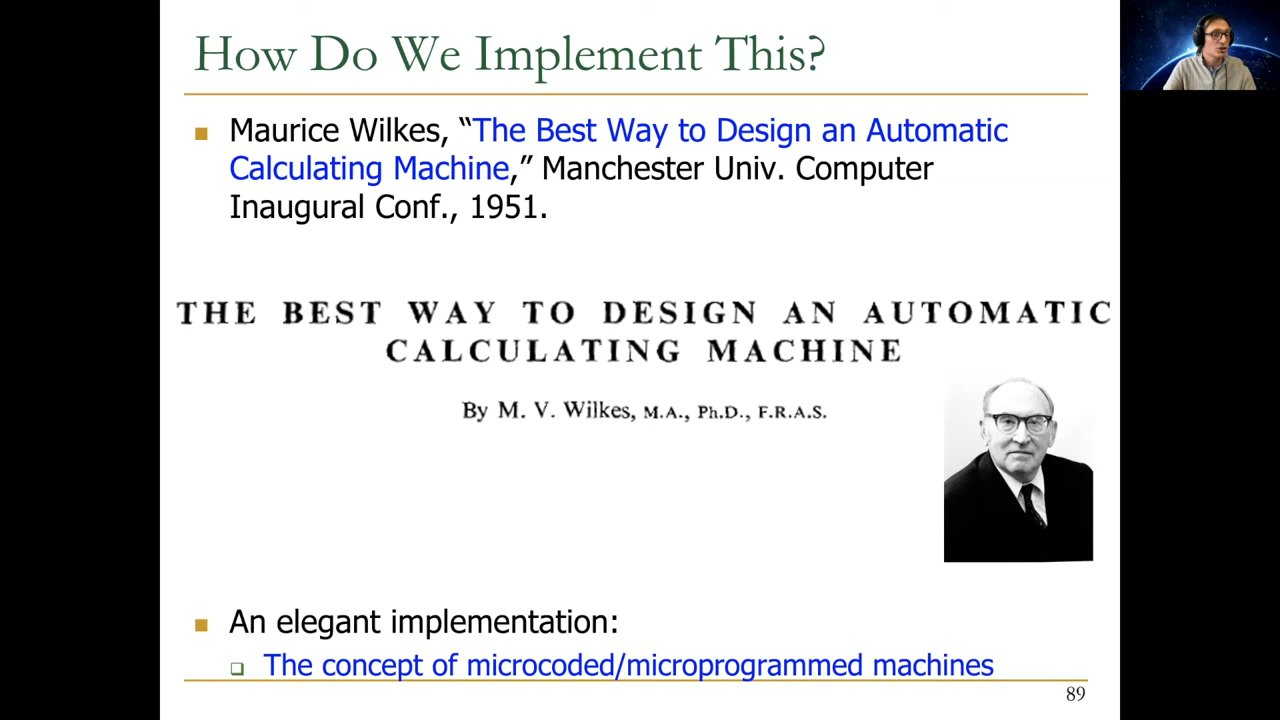 How Do We Implement This?
Maurice Wilkes, “The Best Way to Design an Automatic
Calculating Machine,” Manchester Univ. Computer
Inaugural Conf., 1951.
THE BEST WAY TO DESIGN AN AUTOMATIC
CALCULATING MACHINE
By M. V. Wilkes, M.A., Ph.D., F.R.A.S.
An elegant implementation:
The concept of microcoded/microprogrammed machines
89